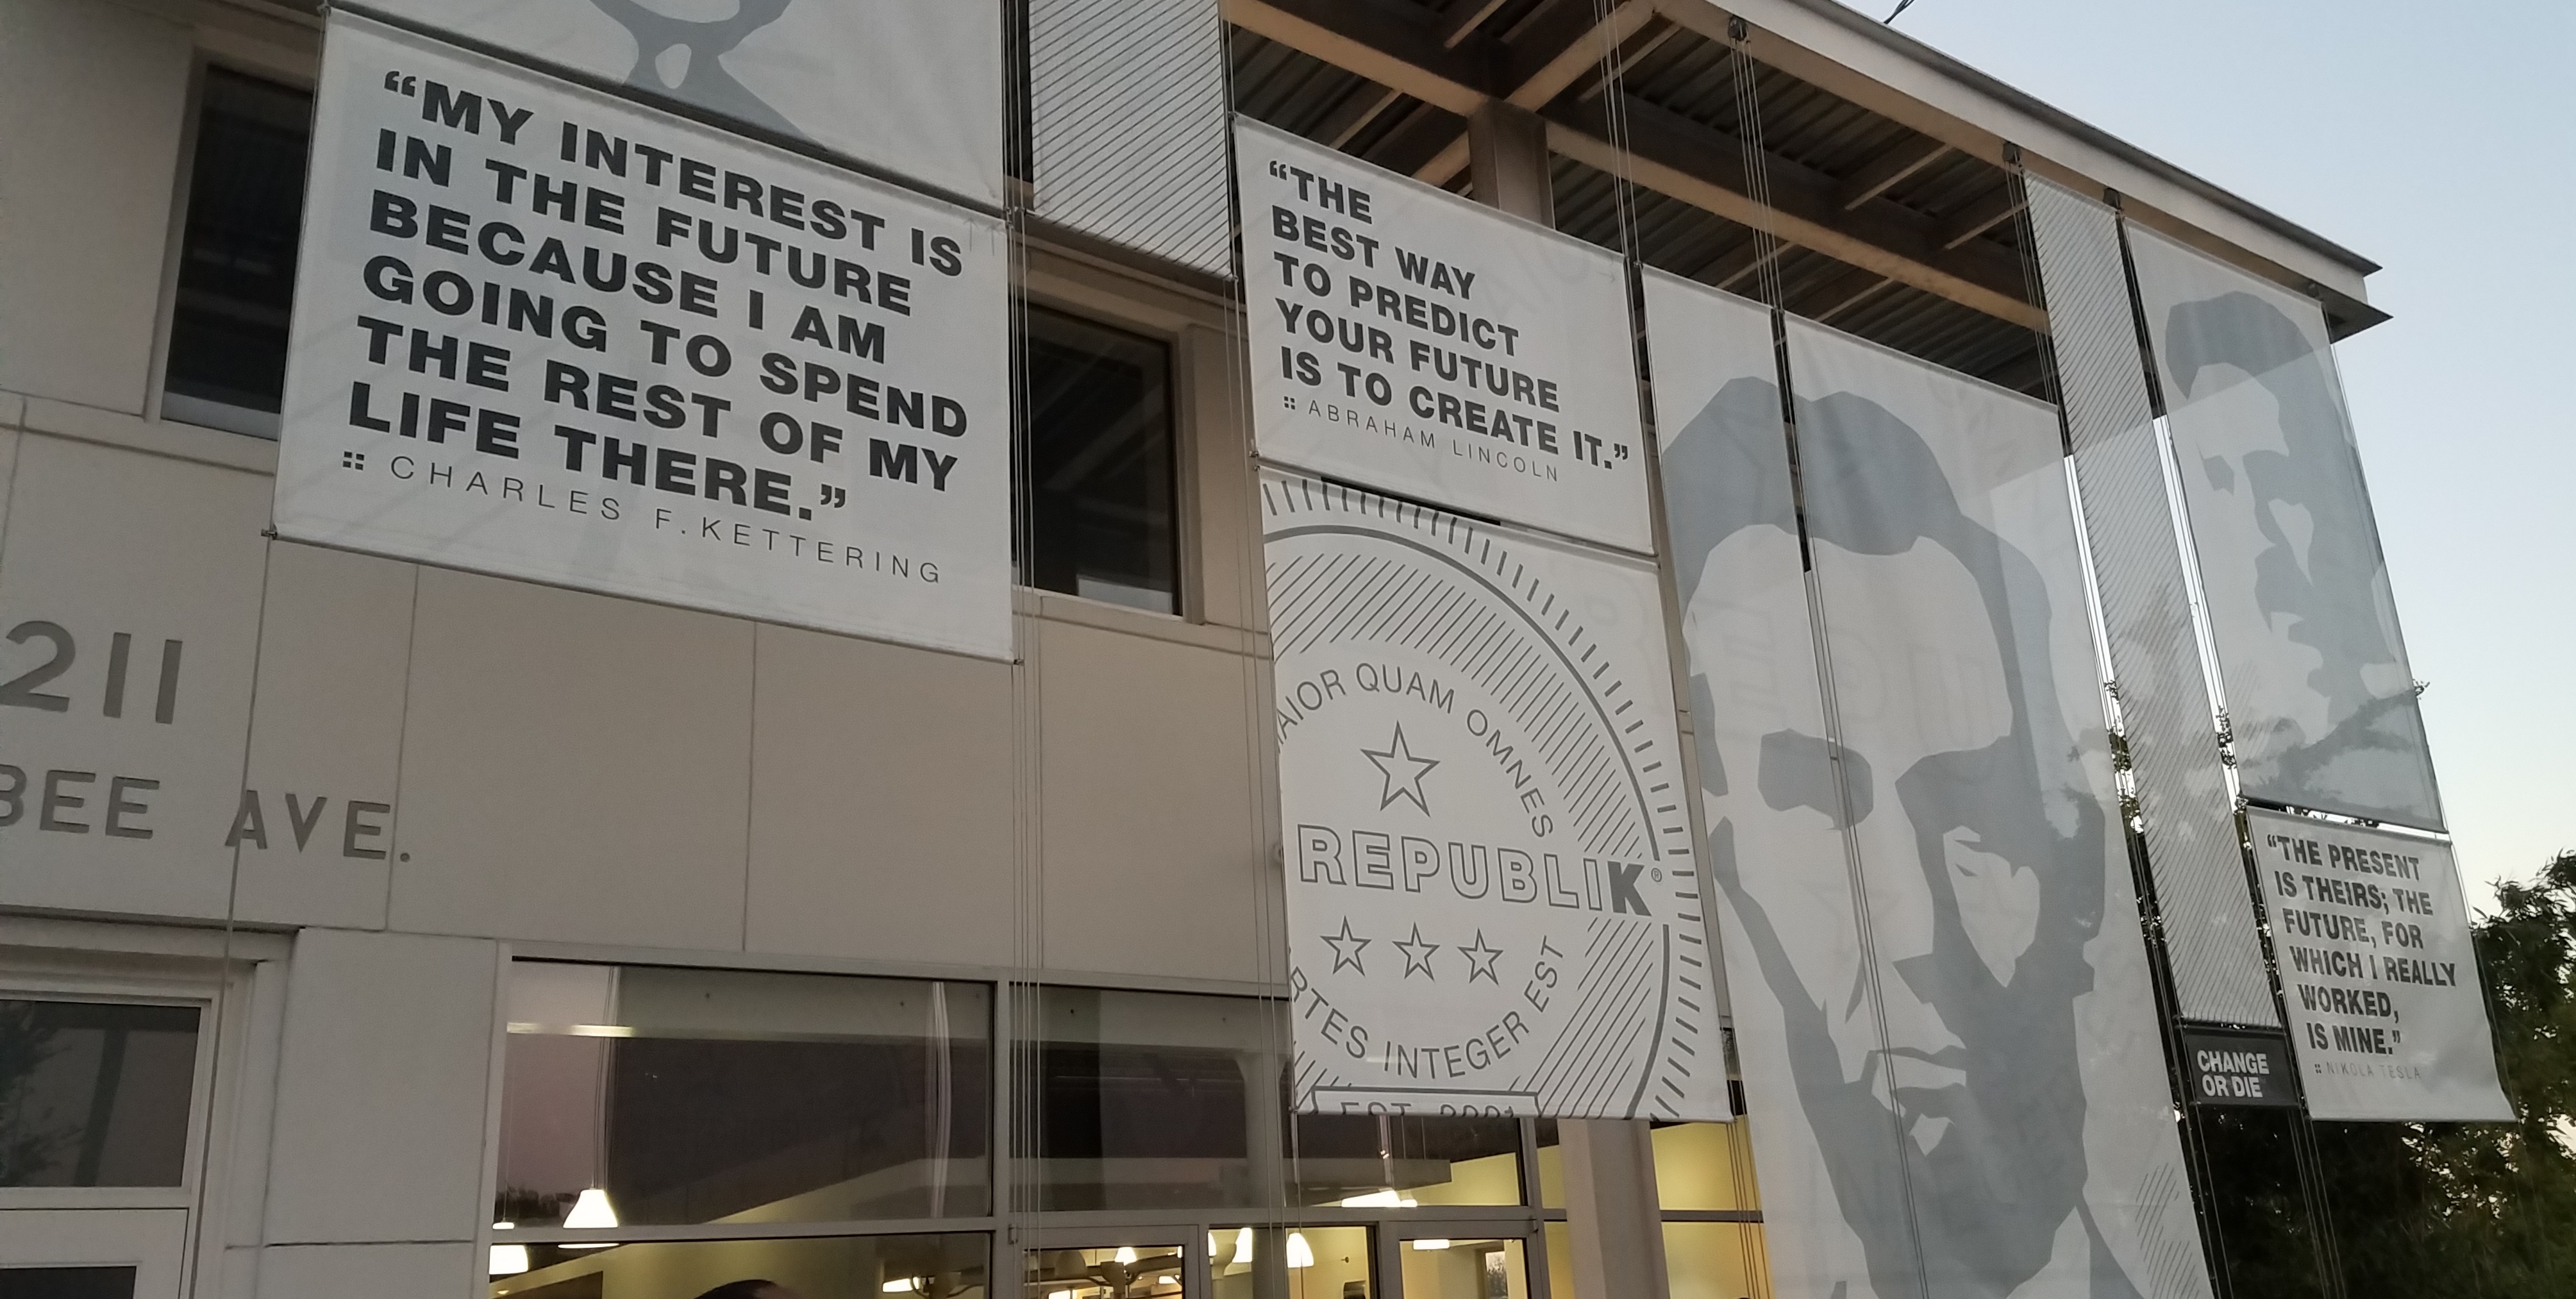 “MY INTEREST IS
IN THE FUTURE
BECAUSE I AM
GOING TO SPEND
THE REST OF MY
LIFE THERE.”
:: CHARLES F. KETTERING
211
BEE AVE.
“THE
BEST WAY
TO PREDICT
YOUR FUTURE
IS TO CREATE IT.”
:: ABRAHAM LINCOLN
AIOR QUAM OMNES
REPUBLIK®
RTES INTEGER EST
EST. 2001
CHANGE
OR DIE
“THE PRESENT
IS THEIRS; THE
FUTURE, FOR
WHICH I REALLY
WORKED,
IS MINE.”
:: NIKOLA TESLA